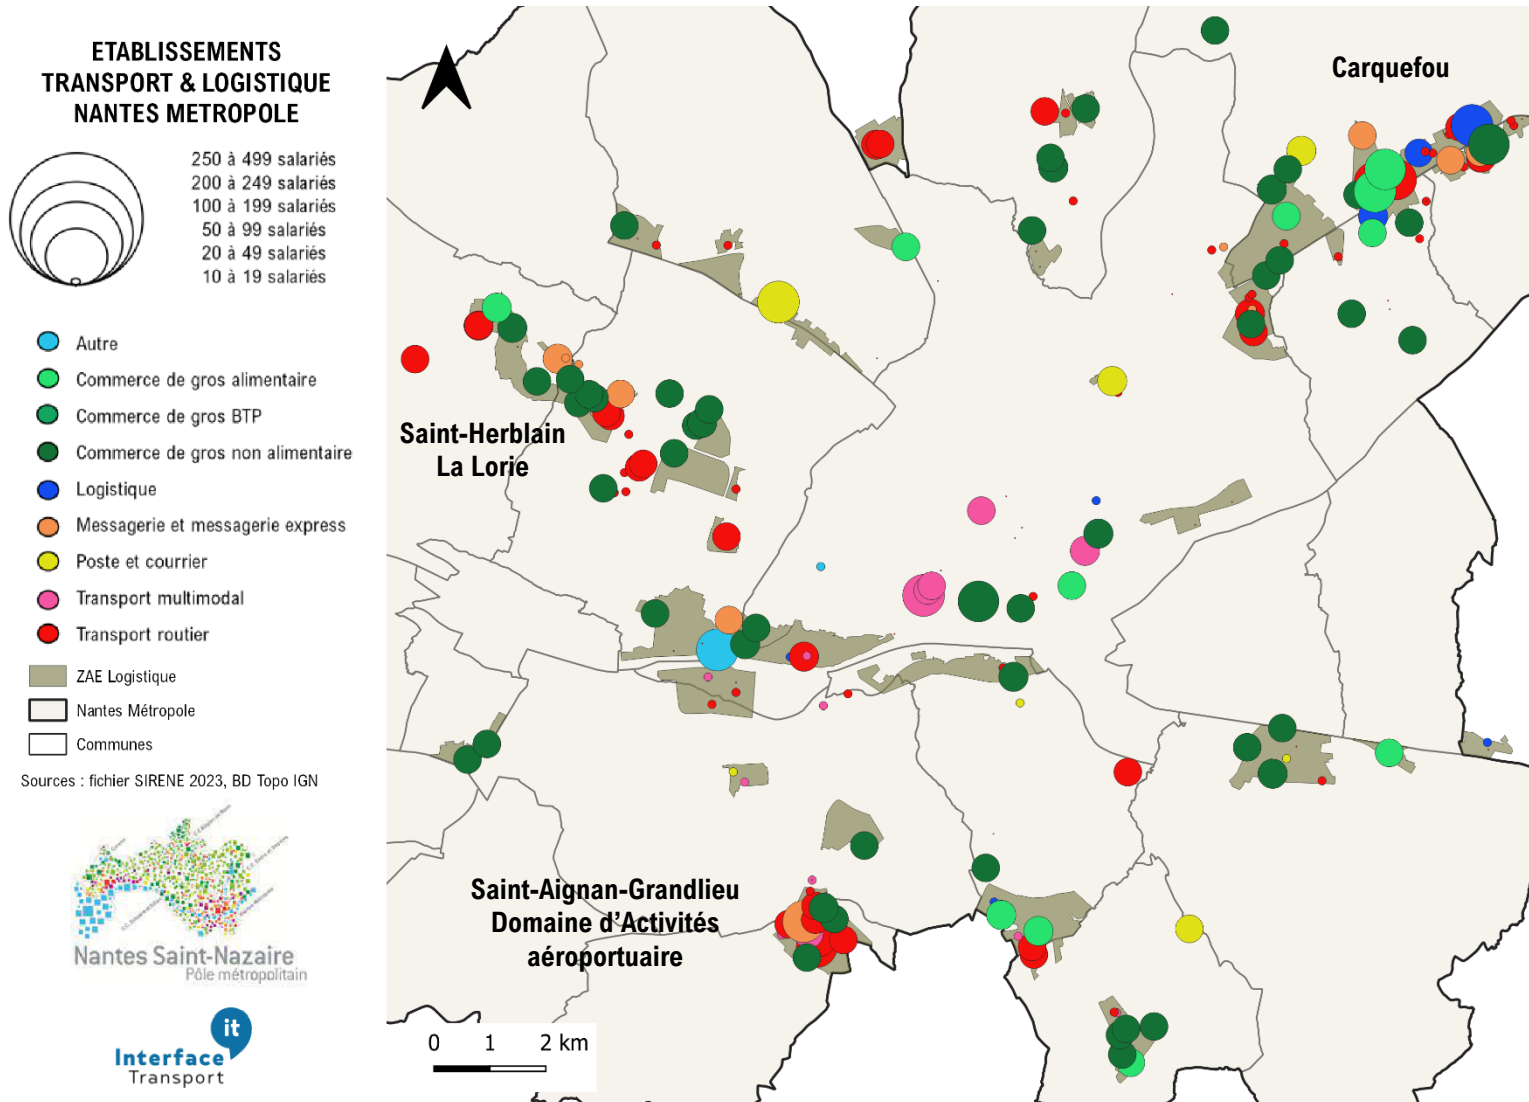 ETABLISSEMENTS
TRANSPORT & LOGISTIQUE
NANTES METROPOLE
250 à 499 salariés
200 à 249 salariés
100 à 199 salariés
50 à 99 salariés
20 à 49 salariés
10 à 19 salariés
Autre
Commerce de gros alimentaire
Commerce de gros BTP
Commerce de gros non alimentaire
Logistique
Messagerie et messagerie express
Poste et courrier
Transport multimodal
Transport routier
ZAE Logistique
Nantes Métropole
Communes
Sources : fichier SIRENE 2023, BD Topo IGN
Nantes Saint-Nazaire
Pôle métropolitain
it
Interface
Transport
Carquefou
Saint-Herblain
La Lorie
Saint-Aignan-Grandlieu
Domaine d'Activités
aéroportuaire
0 1 2 km